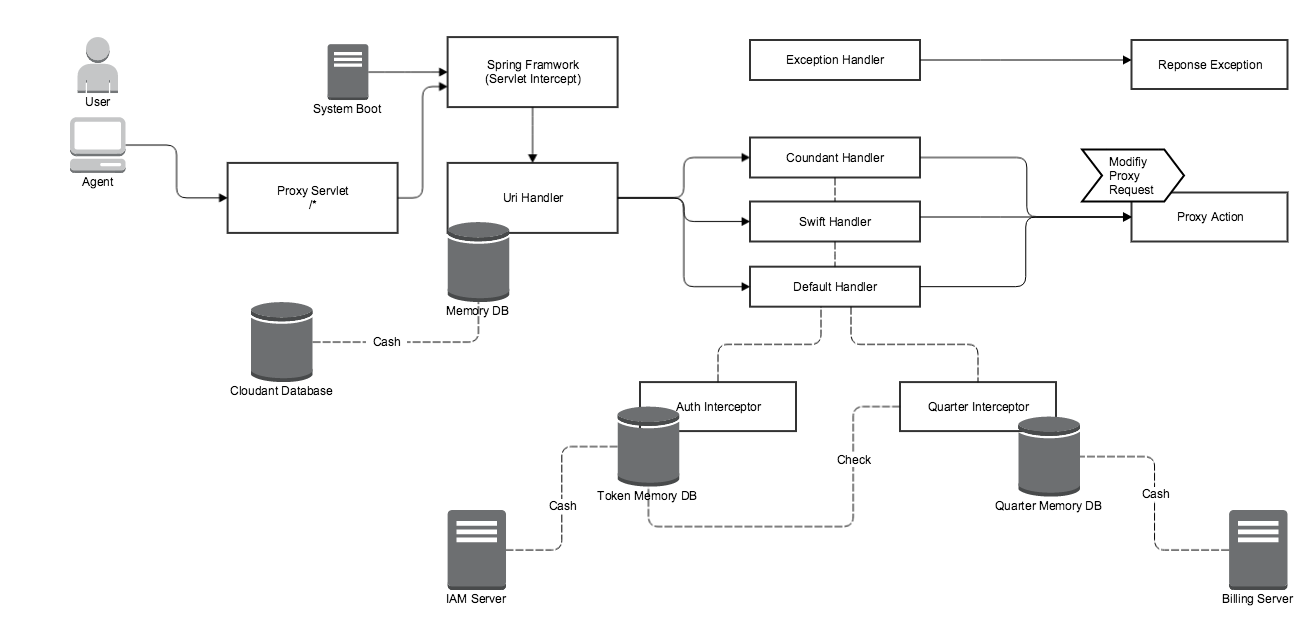 User
Agent
System Boot
Spring Framwork
(Servlet Intercept)
Proxy Servlet
/*
Uri Handler
Memory DB
Cash
Cloudant Database
Exception Handler
Reponse Exception
Coundant Handler
Swift Handler
Default Handler
Modifiy
Proxy
Request
Proxy Action
Auth Interceptor
Quarter Interceptor
Token Memory DB
Check
Quarter Memory DB
Cash
Cash
IAM Server
Billing Server